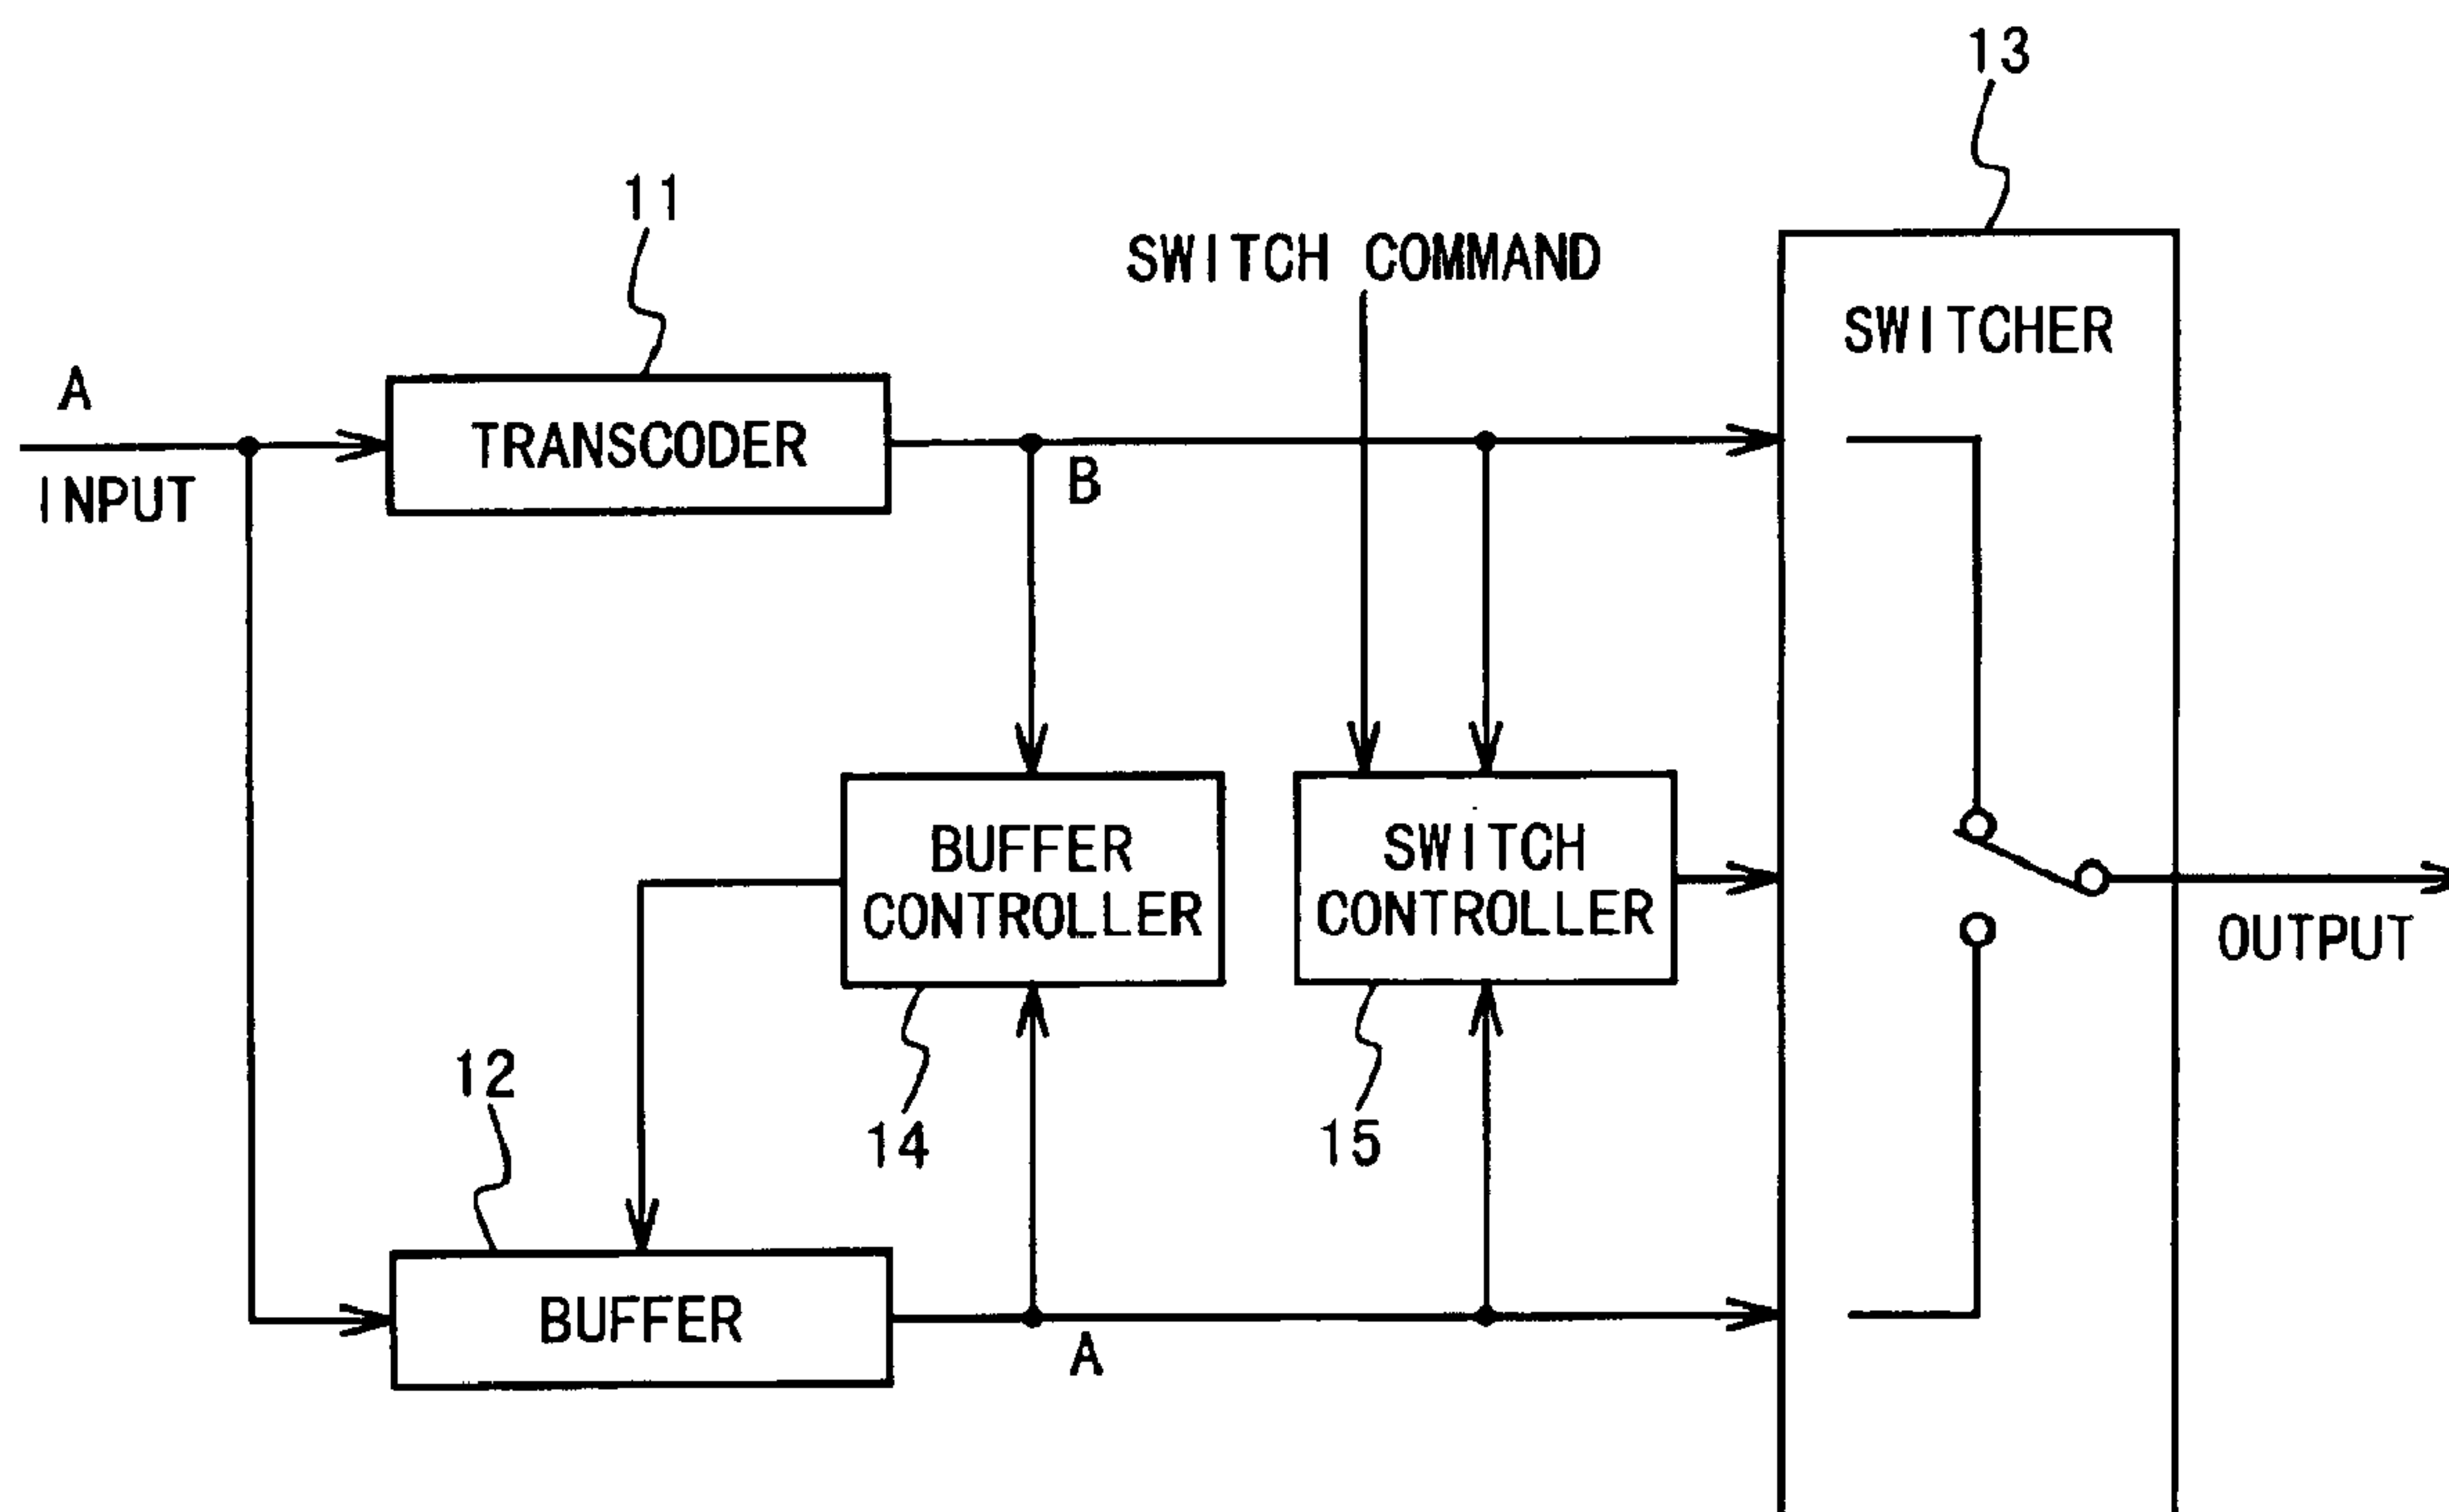 13
11
SWITCH COMMAND
SWITCHER
A
TRANSCODER
INPUT
B
BUFFER
CONTROLLER
SWITCH
CONTROLLER
OUTPUT
12
14
15
BUFFER
A